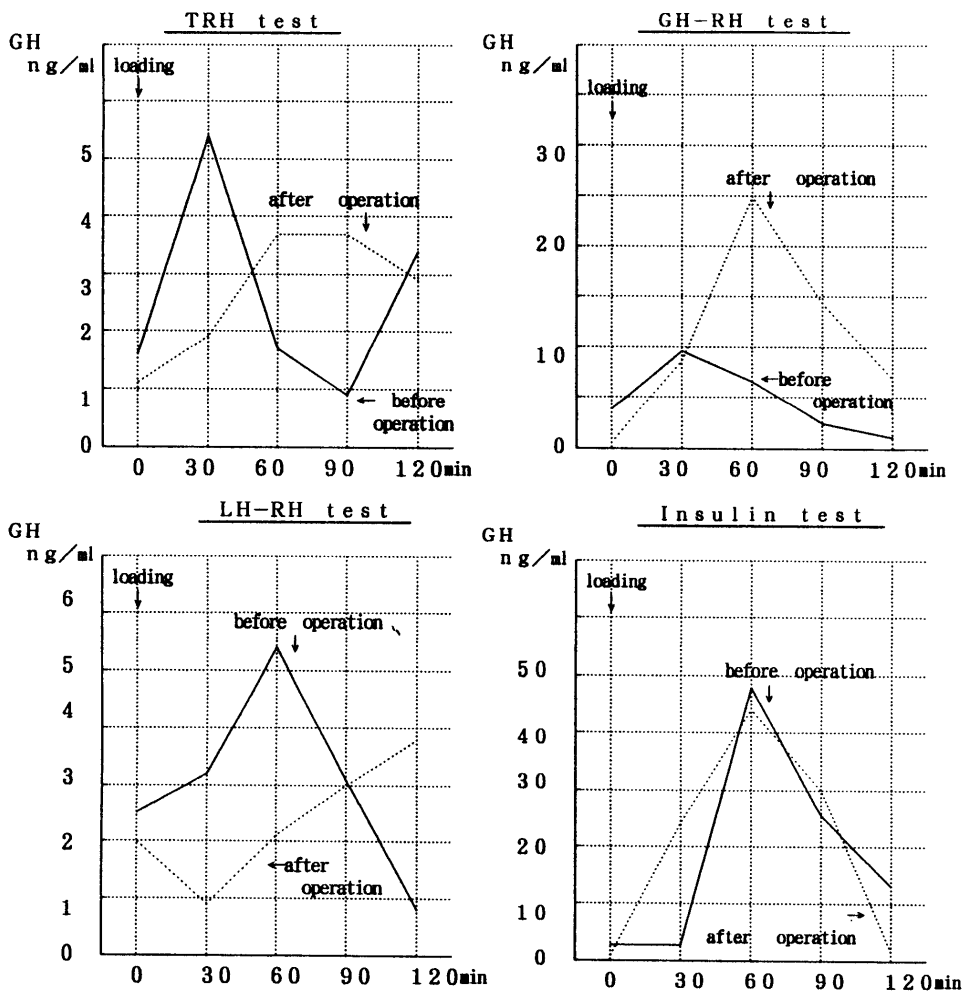 TRH test
GH
ng/ml
loading
5
4
3
2
1
0
after operation
before
operation
0 30 60 90 120min
GH-RH test
GH
ng/ml
loading
30
20
10
0
after operation
before
operation
0 30 60 90 120min
LH-RH test
GH
ng/ml
loading
6
5
4
3
2
1
0
before operation
after
operation
0 30 60 90 120min
Insulin test
GH
ng/ml
loading
50
40
30
20
10
0
before operation
after operation
0 30 60 90 120min